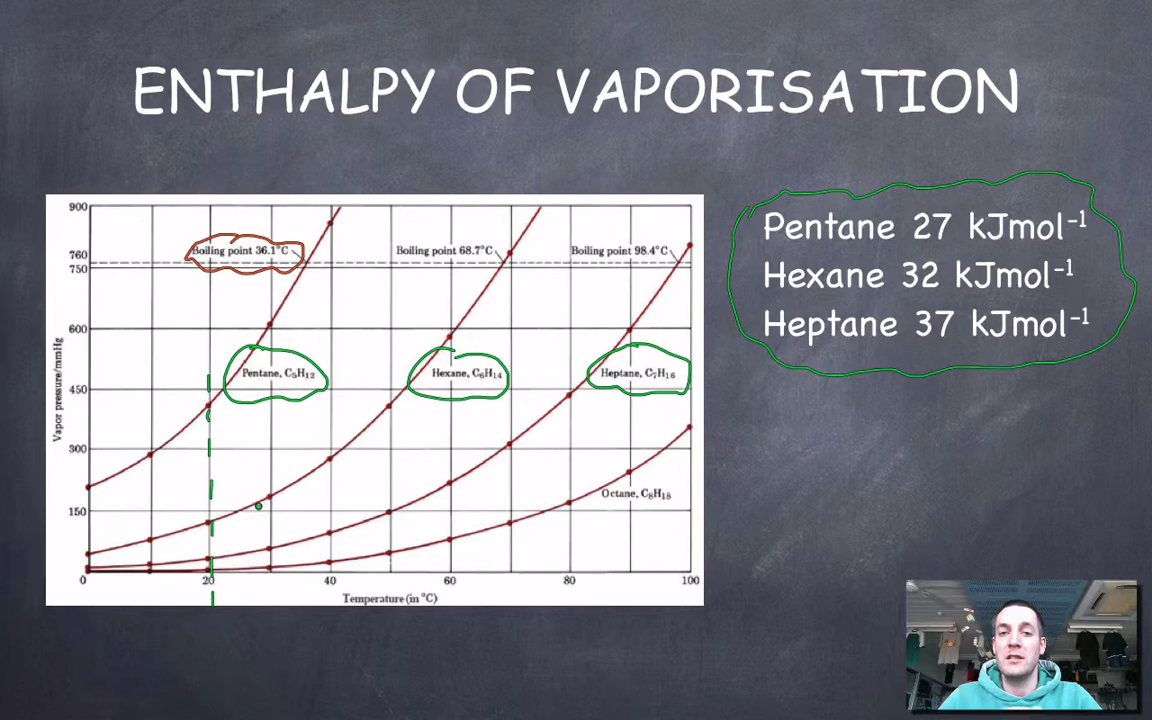 ENTHALPY OF VAPORISATION
900
760
750
600
450
300
150
Vapor pressure/mmHg
Boiling point 36.1°C
Boiling point 68.7°C
Boiling point 98.4°C
Pentane, C₅H₁₂
Hexane, C₆H₁₄
Heptane, C₇H₁₆
Octane, C₈H₁₈
0 20 40 60 80 100
Temperature (in °C)
Pentane 27 kJmol⁻¹
Hexane 32 kJmol⁻¹
Heptane 37 kJmol⁻¹